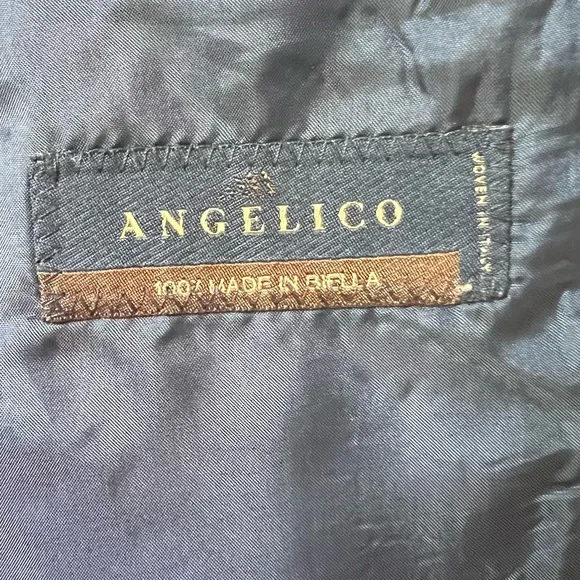 ANGELICO
100% MADE IN BIELLA
WOVEN IN ITALY